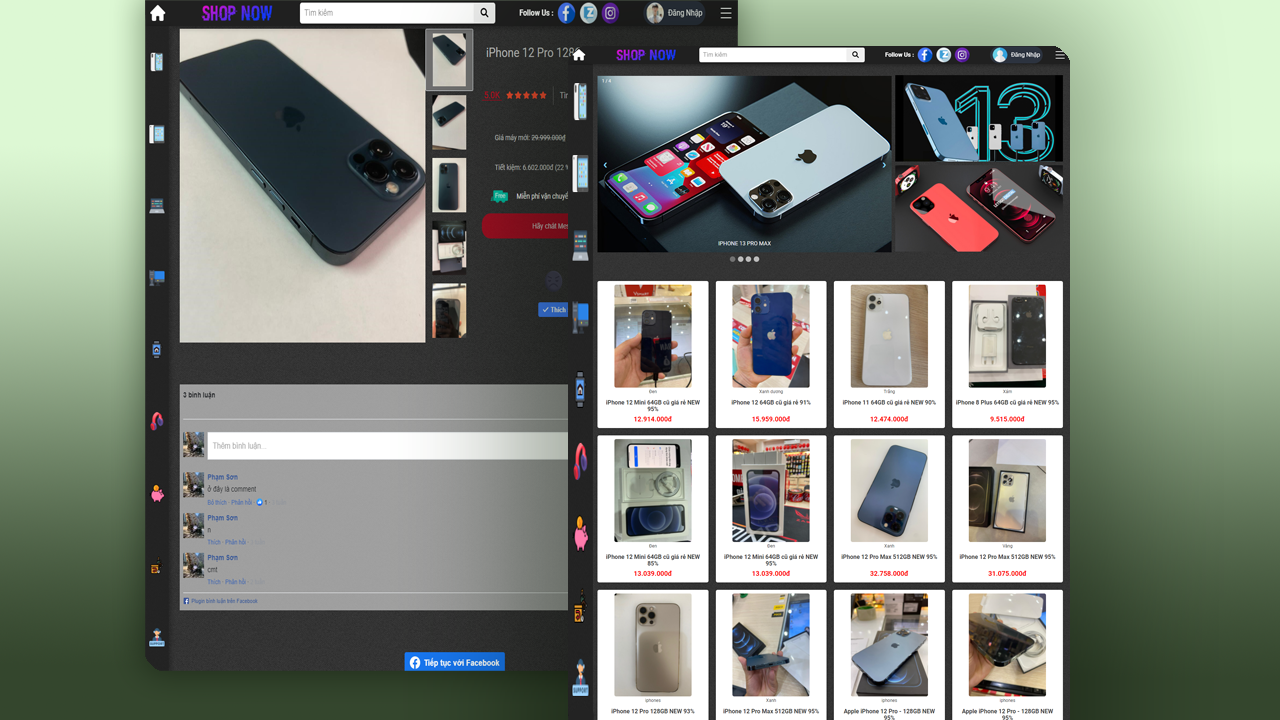 SHOP NOW
Tìm kiếm
Follow Us :
Đăng Nhập
iPhone 12 Pro 128
5.0K
Giá máy mới: 29.999.000₫
Tiết kiệm: 6.602.000đ (22
Free
Miễn phí vận chuyể
Hãy chát Mes
Thích
3 bình luận
Thêm bình luận...
Phạm Sơn
ở đây là comment
Bỏ thích · Phản hồi · 1
Phạm Sơn
n
Thích · Phản hồi
Phạm Sơn
cmt
Thích · Phản hồi
Plugin bình luận trên Facebook
Tiếp tục với Facebook
SUPPORT
SHOP NOW
Tìm kiếm
Follow Us :
Đăng Nhập
1 / 4
IPHONE 13 PRO MAX
13
Đen
iPhone 12 Mini 64GB cũ giá rẻ NEW
95%
12.914.000đ
Xanh dương
iPhone 12 64GB cũ giá rẻ 91%
15.959.000đ
Trắng
iPhone 11 64GB cũ giá rẻ NEW 90%
12.474.000đ
Xám
iPhone 8 Plus 64GB cũ giá rẻ NEW 95%
9.515.000đ
Đen
iPhone 12 Mini 64GB cũ giá rẻ NEW
85%
13.039.000đ
Đen
iPhone 12 Mini 64GB cũ giá rẻ NEW
95%
13.039.000đ
Xanh
iPhone 12 Pro Max 512GB NEW 95%
32.758.000đ
Vàng
iPhone 12 Pro Max 512GB NEW 95%
31.075.000đ
iphones
iPhone 12 Pro 128GB NEW 93%
Xanh
iPhone 12 Pro Max 512GB NEW 95%
iphones
Apple iPhone 12 Pro - 128GB NEW
95%
iphones
Apple iPhone 12 Pro - 128GB NEW
95%
SUPPORT